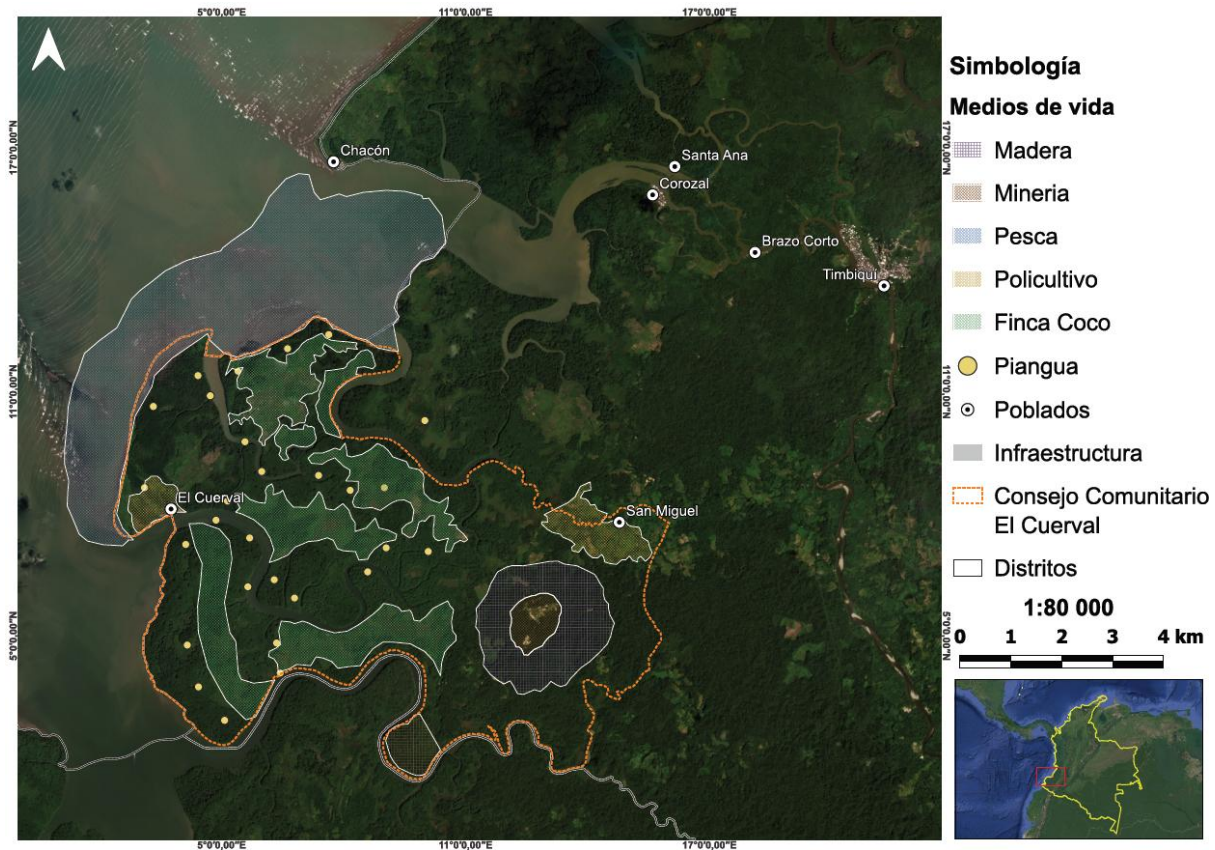 5°0'0,00"E
11°0'0,00"E
17°0'0,00"E
17°0'0,00"N
11°0'0,00"N
5°0'0,00"N
Chacón
Santa Ana
Corozal
Brazo Corto
Timbiquí
El Cuerval
San Miguel
17°0'0,00"N
11°0'0,00"N
5°0'0,00"N
5°0'0,00"E
11°0'0,00"E
17°0'0,00"E
Simbología
Medios de vida
Madera
Mineria
Pesca
Policultivo
Finca Coco
Piangua
Poblados
Infraestructura
Consejo Comunitario
El Cuerval
Distritos
1:80 000
0 1 2 3 4 km